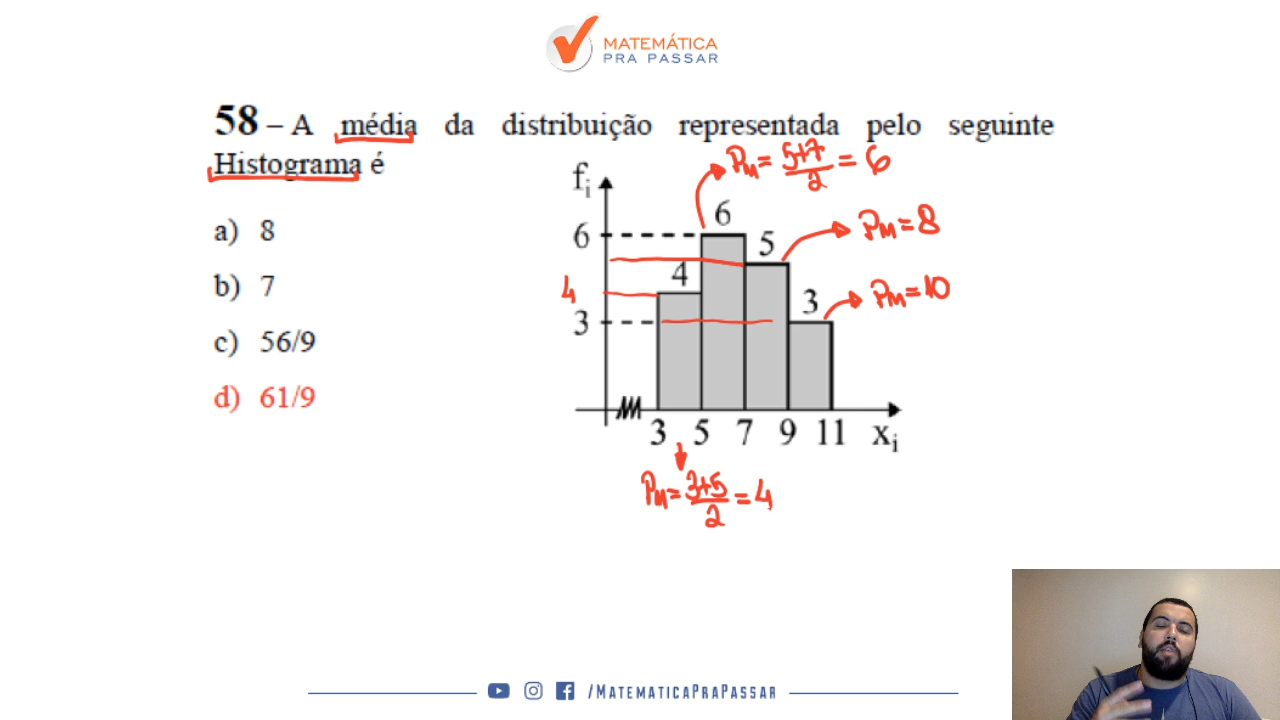 MATEMÁTICA
PRA PASSAR
58 – A média da distribuição representada pelo seguinte
Histograma é
a) 8
b) 7
c) 56/9
d) 61/9
PM = 5+7/2 = 6
fi
6
6
5
PM = 8
4
4
3
PM = 10
3
3 5 7 9 11 xi
PM = 3+5/2 = 4
/MATEMATICAPRAPASSAR